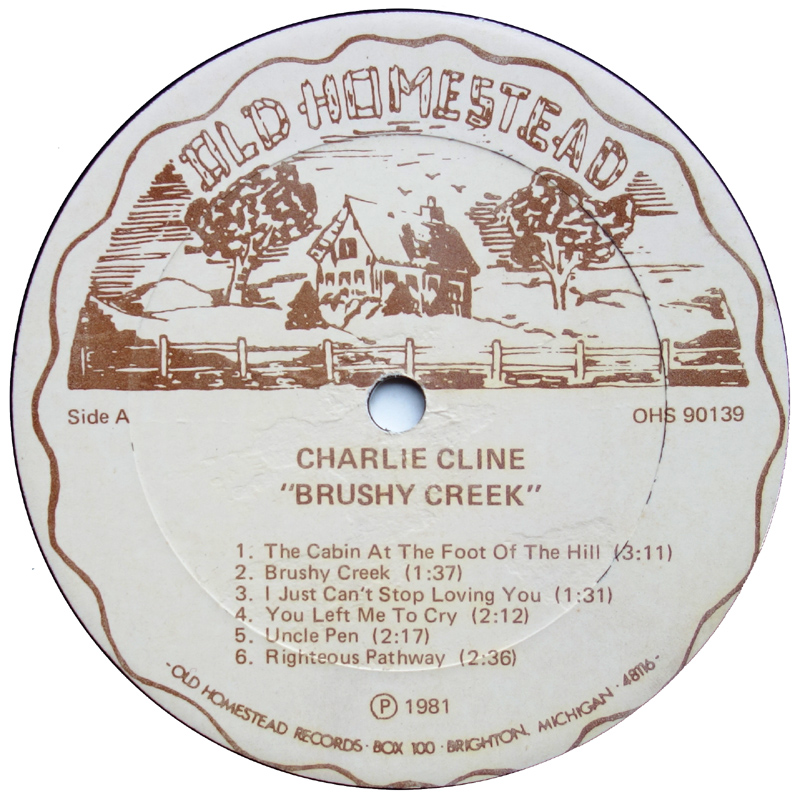 OLD HOMESTEAD
Side A
OHS 90139
CHARLIE CLINE
"BRUSHY CREEK"
1. The Cabin At The Foot Of The Hill (3:11)
2. Brushy Creek (1:37)
3. I Just Can't Stop Loving You (1:31)
4. You Left Me To Cry (2:12)
5. Uncle Pen (2:17)
6. Righteous Pathway (2:36)
Ⓟ 1981
-OLD HOMESTEAD RECORDS · BOX 100 · BRIGHTON, MICHIGAN · 48116-